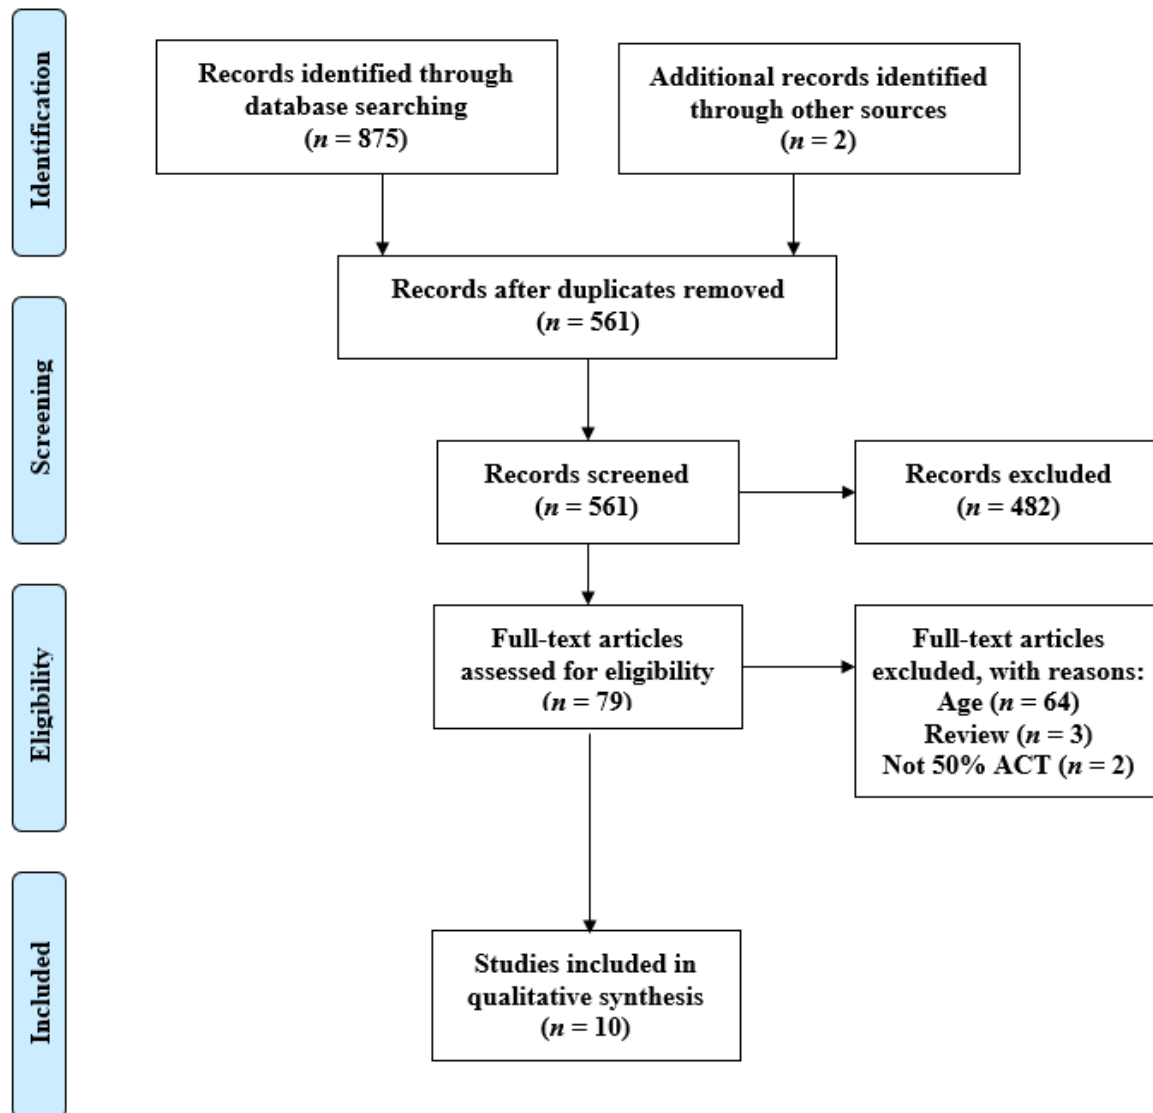 Identification
Records identified through
database searching
(n = 875)
Additional records identified
through other sources
(n = 2)
Records after duplicates removed
(n = 561)
Screening
Records screened
(n = 561)
Records excluded
(n = 482)
Eligibility
Full-text articles
assessed for eligibility
(n = 79)
Full-text articles
excluded, with reasons:
Age (n = 64)
Review (n = 3)
Not 50% ACT (n = 2)
Included
Studies included in
qualitative synthesis
(n = 10)